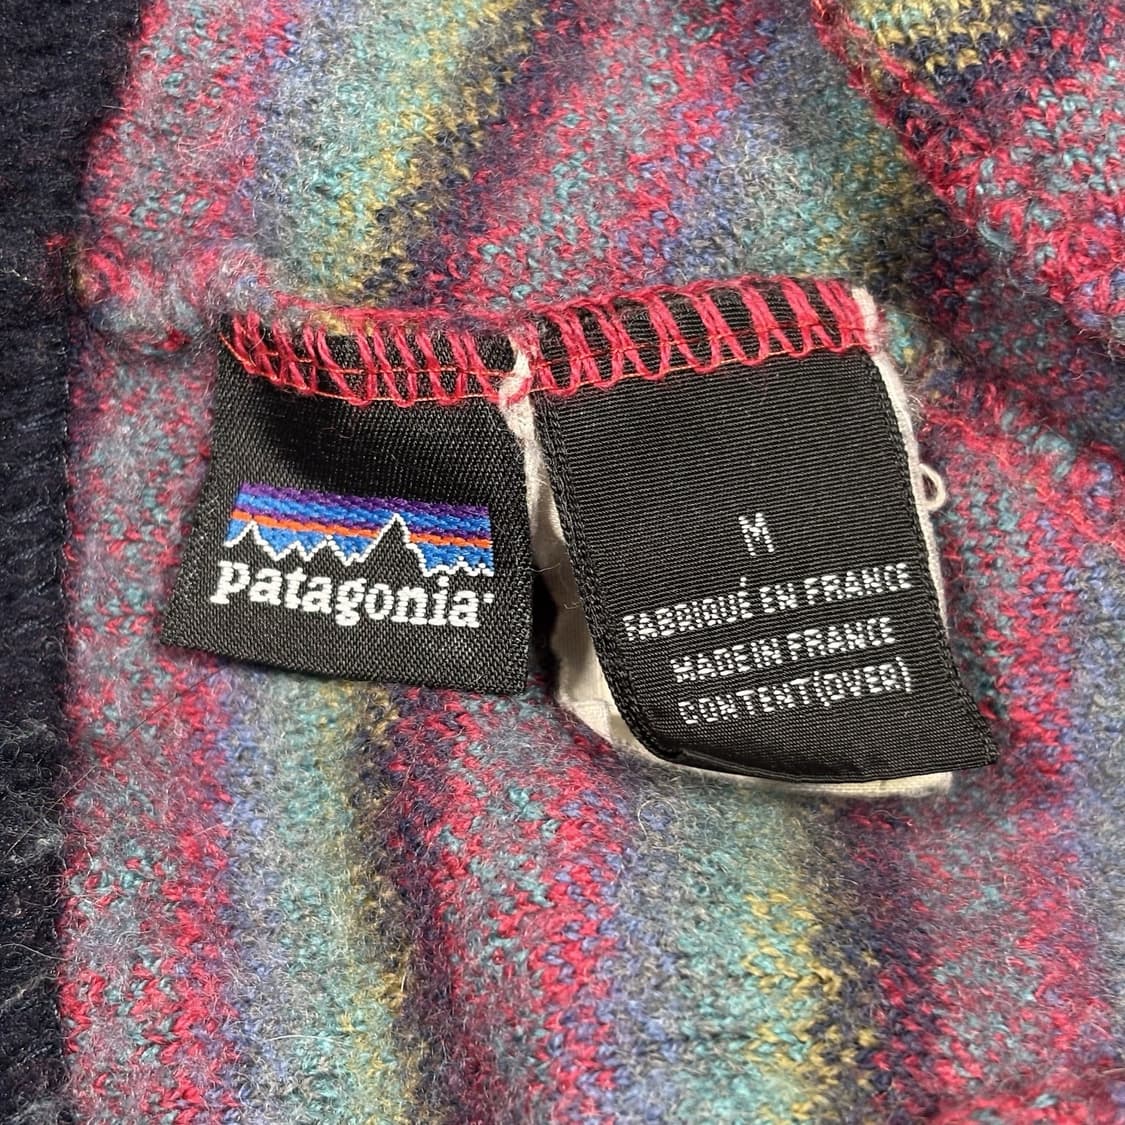 patagonia
M
FABRIQUÉ EN FRANCE
MADE IN FRANCE
CONTENT(OVER)